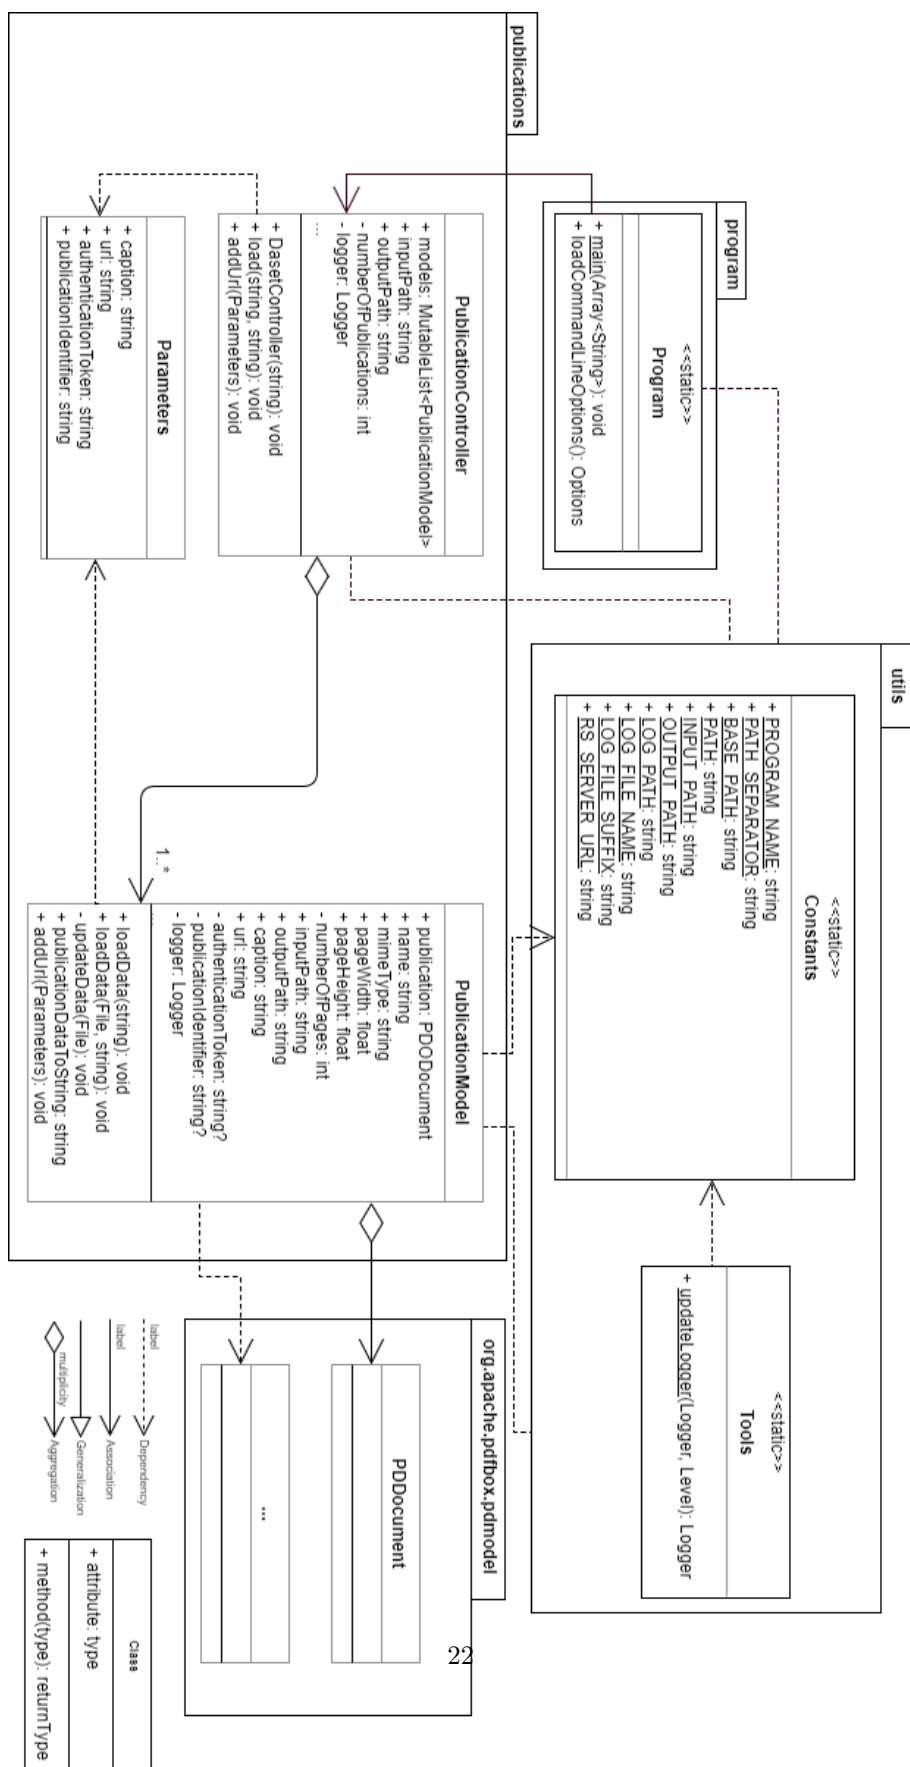 publications
PublicationController
+ models: MutableList<PublicationModel>
+ inputPath: string
+ outputPath: string
- numberOfPublications: int
- logger: Logger
...
+ DasetController(string): void
+ load(string, string): void
+ addUrl(Parameters): void
Parameters
+ caption: string
+ url: string
+ authenticationToken: string
+ publicationIdentifier: string
program
<<static>>
Program
+ main(Array<String>): void
+ loadCommandLineOptions(): Options
utils
<<static>>
Constants
+ PROGRAM_NAME: string
+ PATH_SEPARATOR: string
+ BASE_PATH: string
+ PATH: string
+ INPUT_PATH: string
+ OUTPUT_PATH: string
+ LOG_PATH: string
+ LOG_FILE_NAME: string
+ LOG_FILE_SUFFIX: string
+ RS_SERVER_URL: string
<<static>>
Tools
+ updateLogger(Logger, Level): Logger
1..*
PublicationModel
+ publication: PDODocument
+ name: string
+ mimeType: string
+ pageWidth: float
+ pageHeight: float
- numberOfPages: int
+ inputPath: string
+ outputPath: string
+ caption: string
+ url: string
- authenticationToken: string?
- publicationIdentifier: string?
- logger: Logger
+ loadData(string): void
+ loadData(File, string): void
- updateData(File): void
+ publicationDataToString: string
+ addUrl(Parameters): void
org.apache.pdfbox.pdmodel
PDDocument
...
label
Dependency
label
Association
Generalization
multiplicity
Aggregation
Class
+ attribute: type
+ method(type): returnType
22